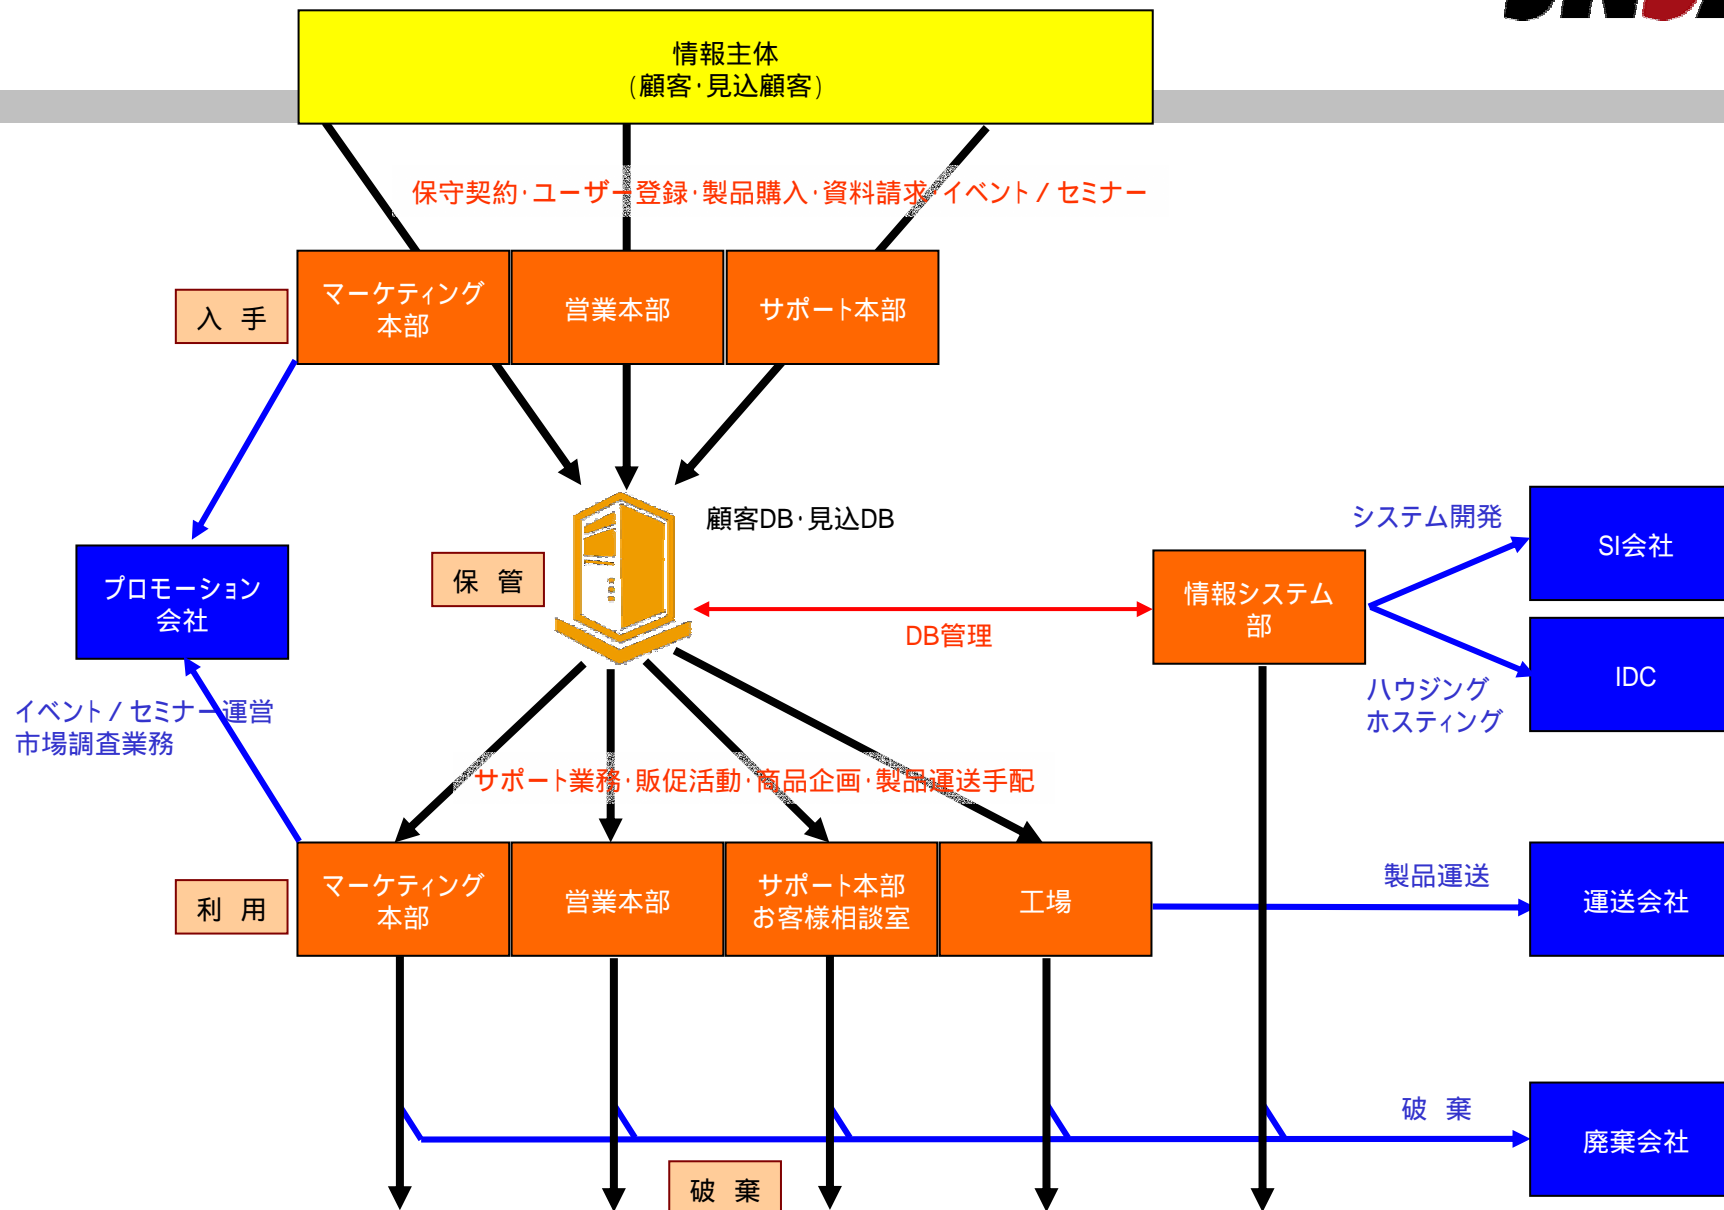 情報主体
(顧客･見込顧客)
保守契約･ユーザー登録･製品購入･資料請求･イベント / セミナー
入 手
マーケティング
本部
営業本部
サポート本部
顧客DB･見込DB
保 管
プロモーション
会社
DB管理
情報システム
部
システム開発
SI会社
ハウジング
ホスティング
IDC
イベント / セミナー運営
市場調査業務
サポート業務･販促活動･商品企画･製品運送手配
利 用
マーケティング
本部
営業本部
サポート本部
お客様相談室
工場
製品運送
運送会社
破 棄
廃棄会社
破 棄